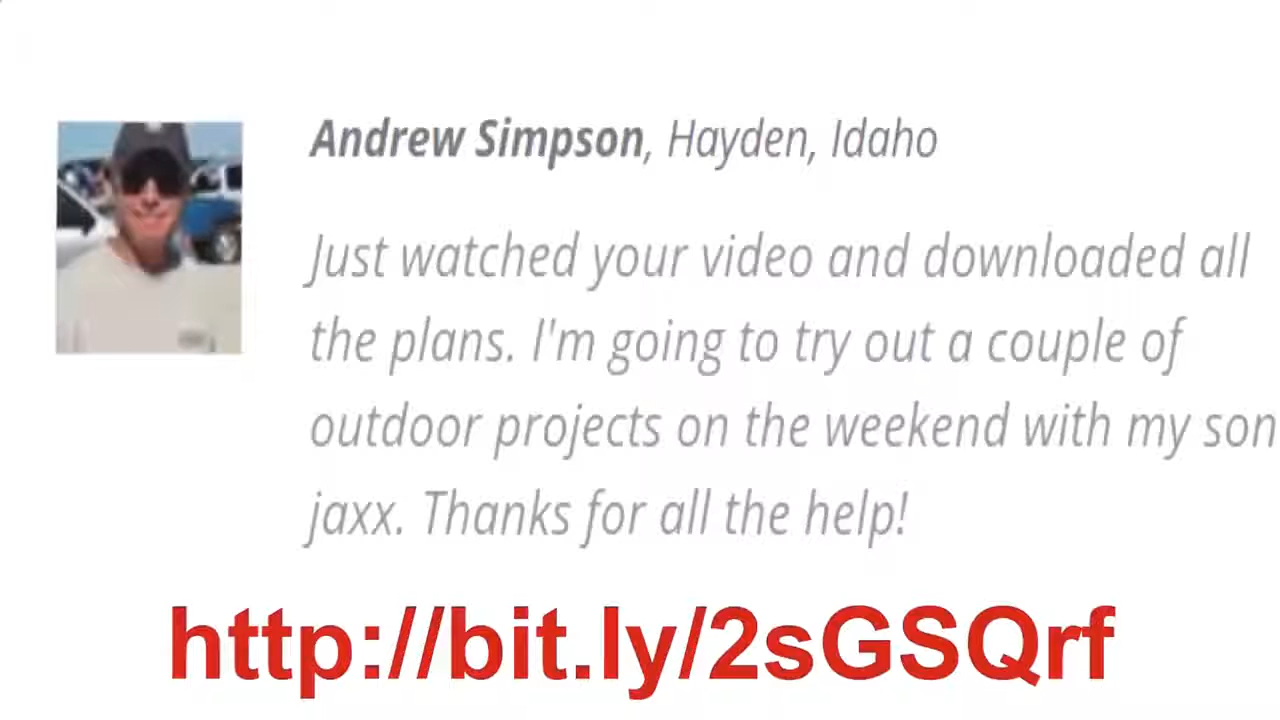 Andrew Simpson, Hayden, Idaho
Just watched your video and downloaded all
the plans. I'm going to try out a couple of
outdoor projects on the weekend with my son
jaxx. Thanks for all the help!
http://bit.ly/2sGSQrf